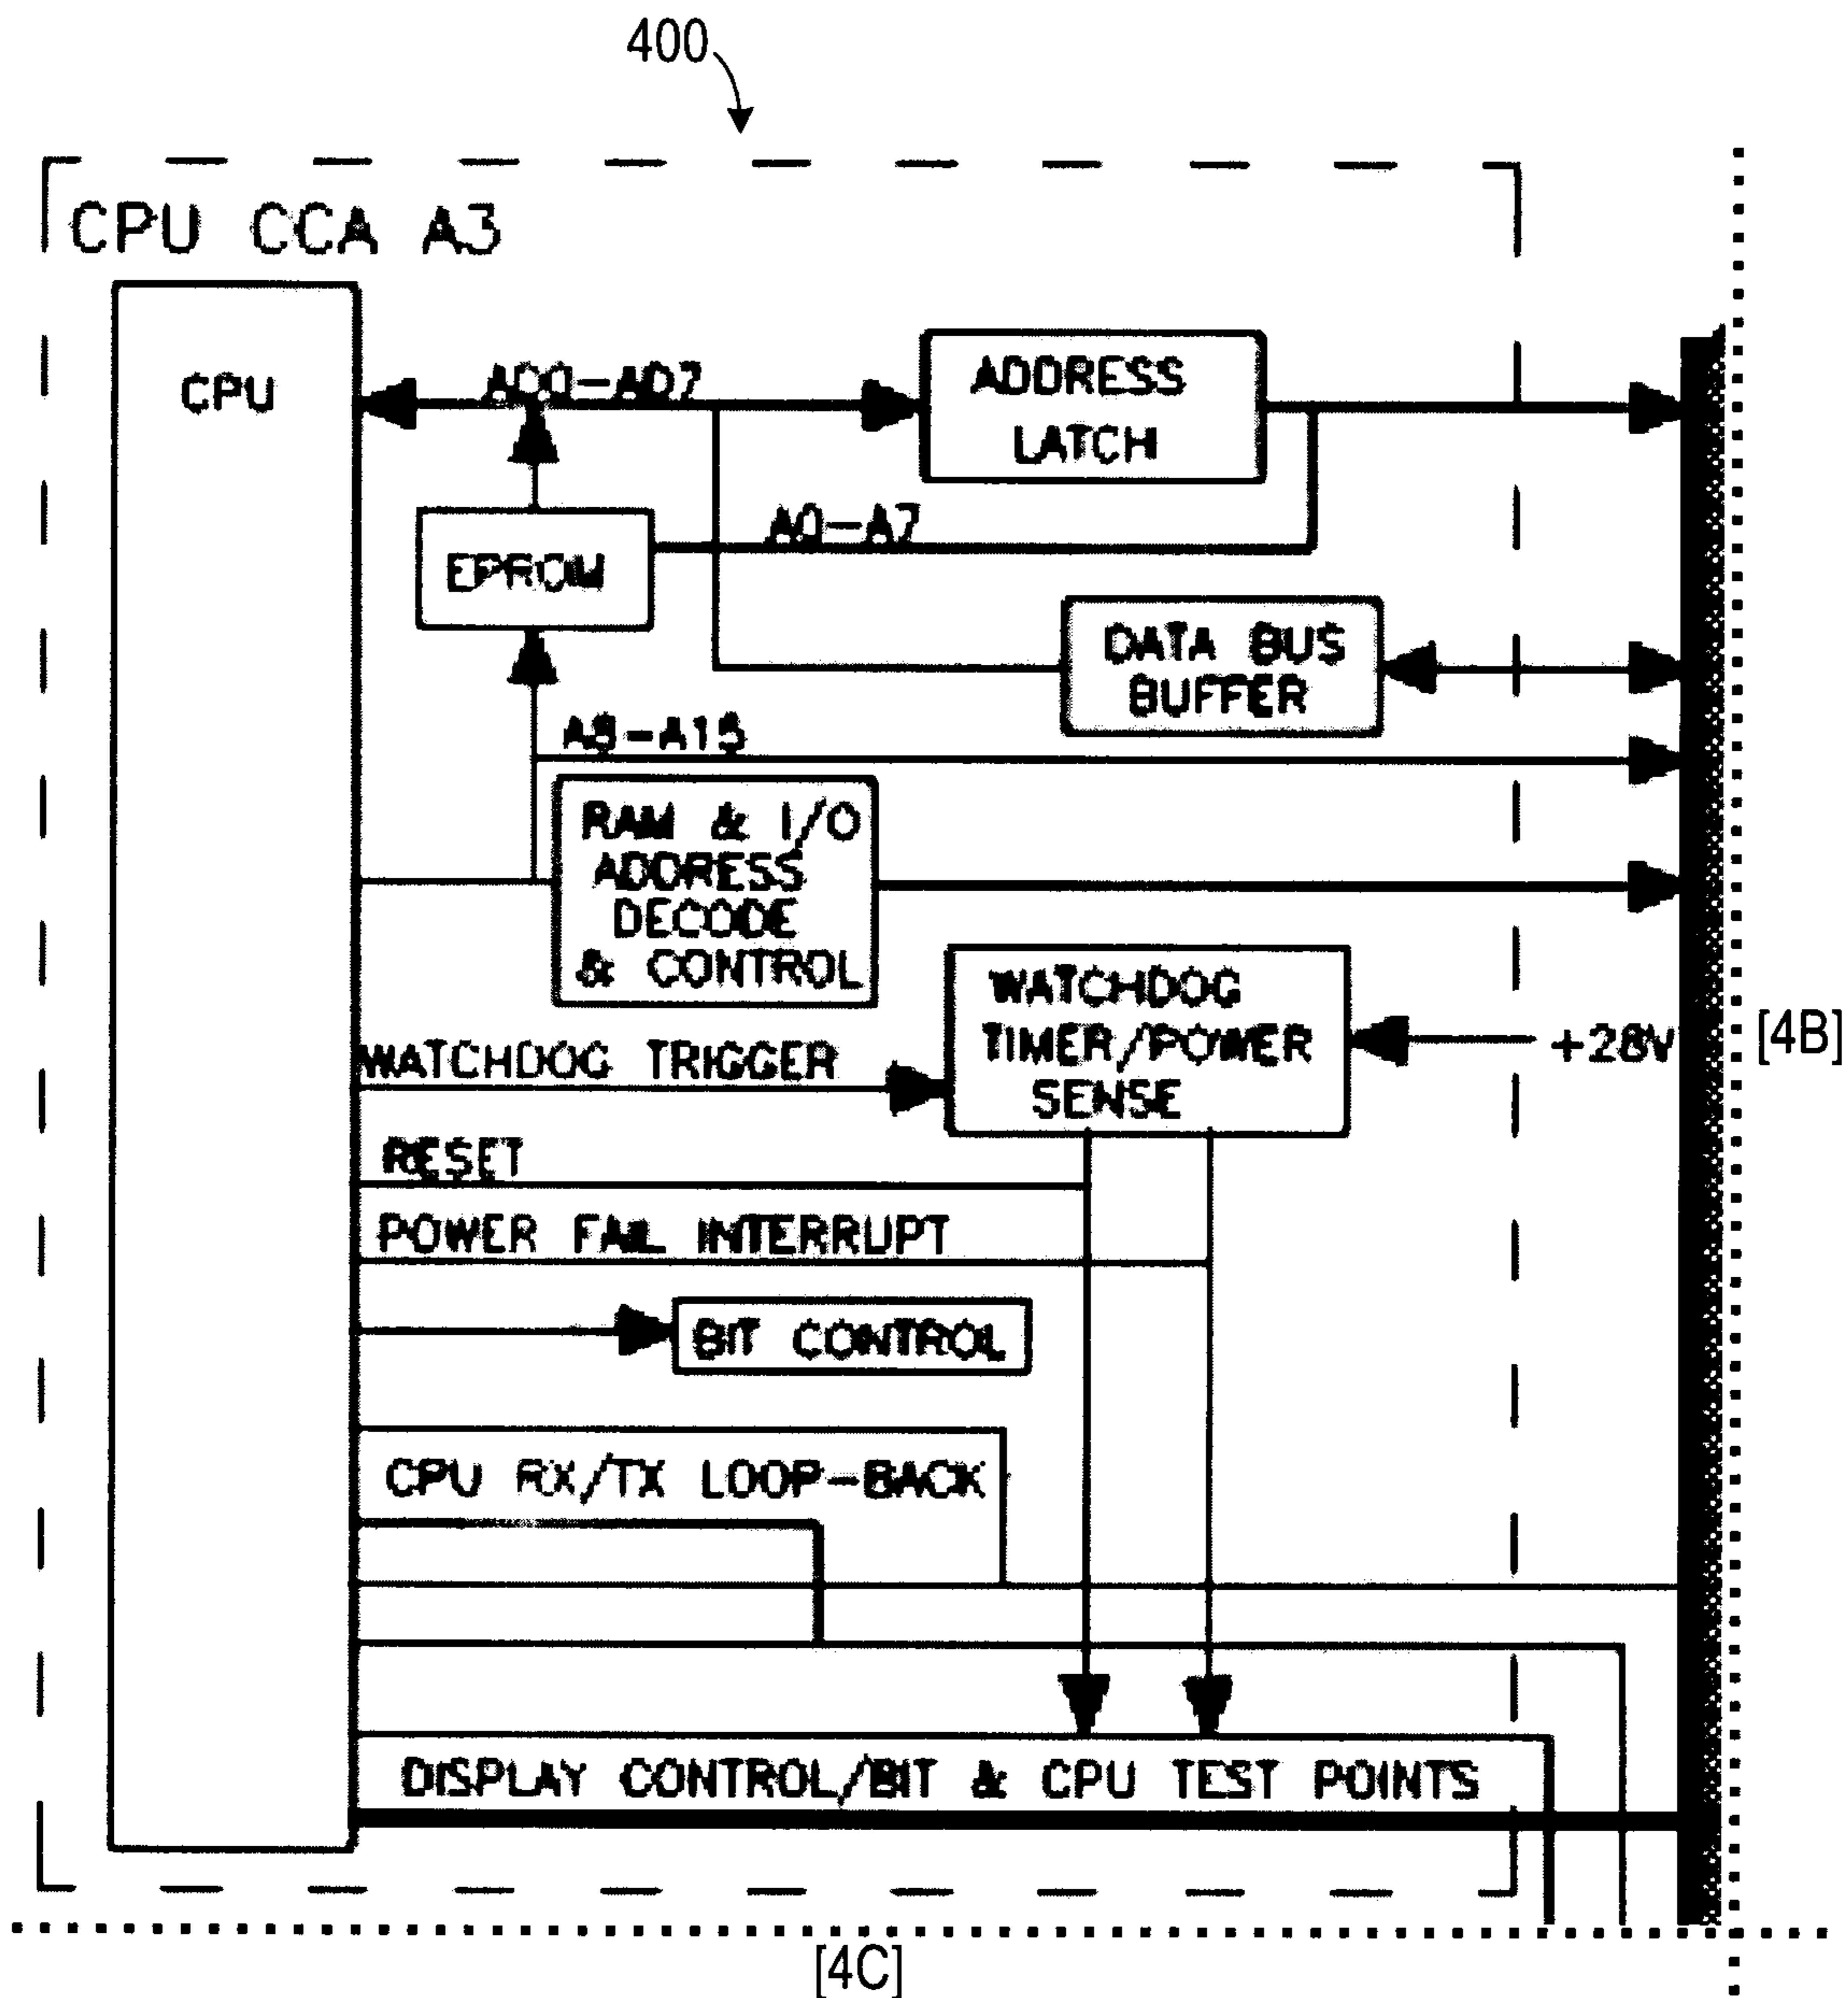 400
CPU CCA A3
CPU
AD0-AD7
ADDRESS
LATCH
A0-A7
EPROM
DATA BUS
BUFFER
A8-A15
RAM & I/O
ADDRESS
DECODE
& CONTROL
WATCHDOG
TIMER/POWER
SENSE
+28V
[4B]
WATCHDOG TRIGGER
RESET
POWER FAIL INTERRUPT
BIT CONTROL
CPU RX/TX LOOP-BACK
DISPLAY CONTROL/BIT & CPU TEST POINTS
[4C]